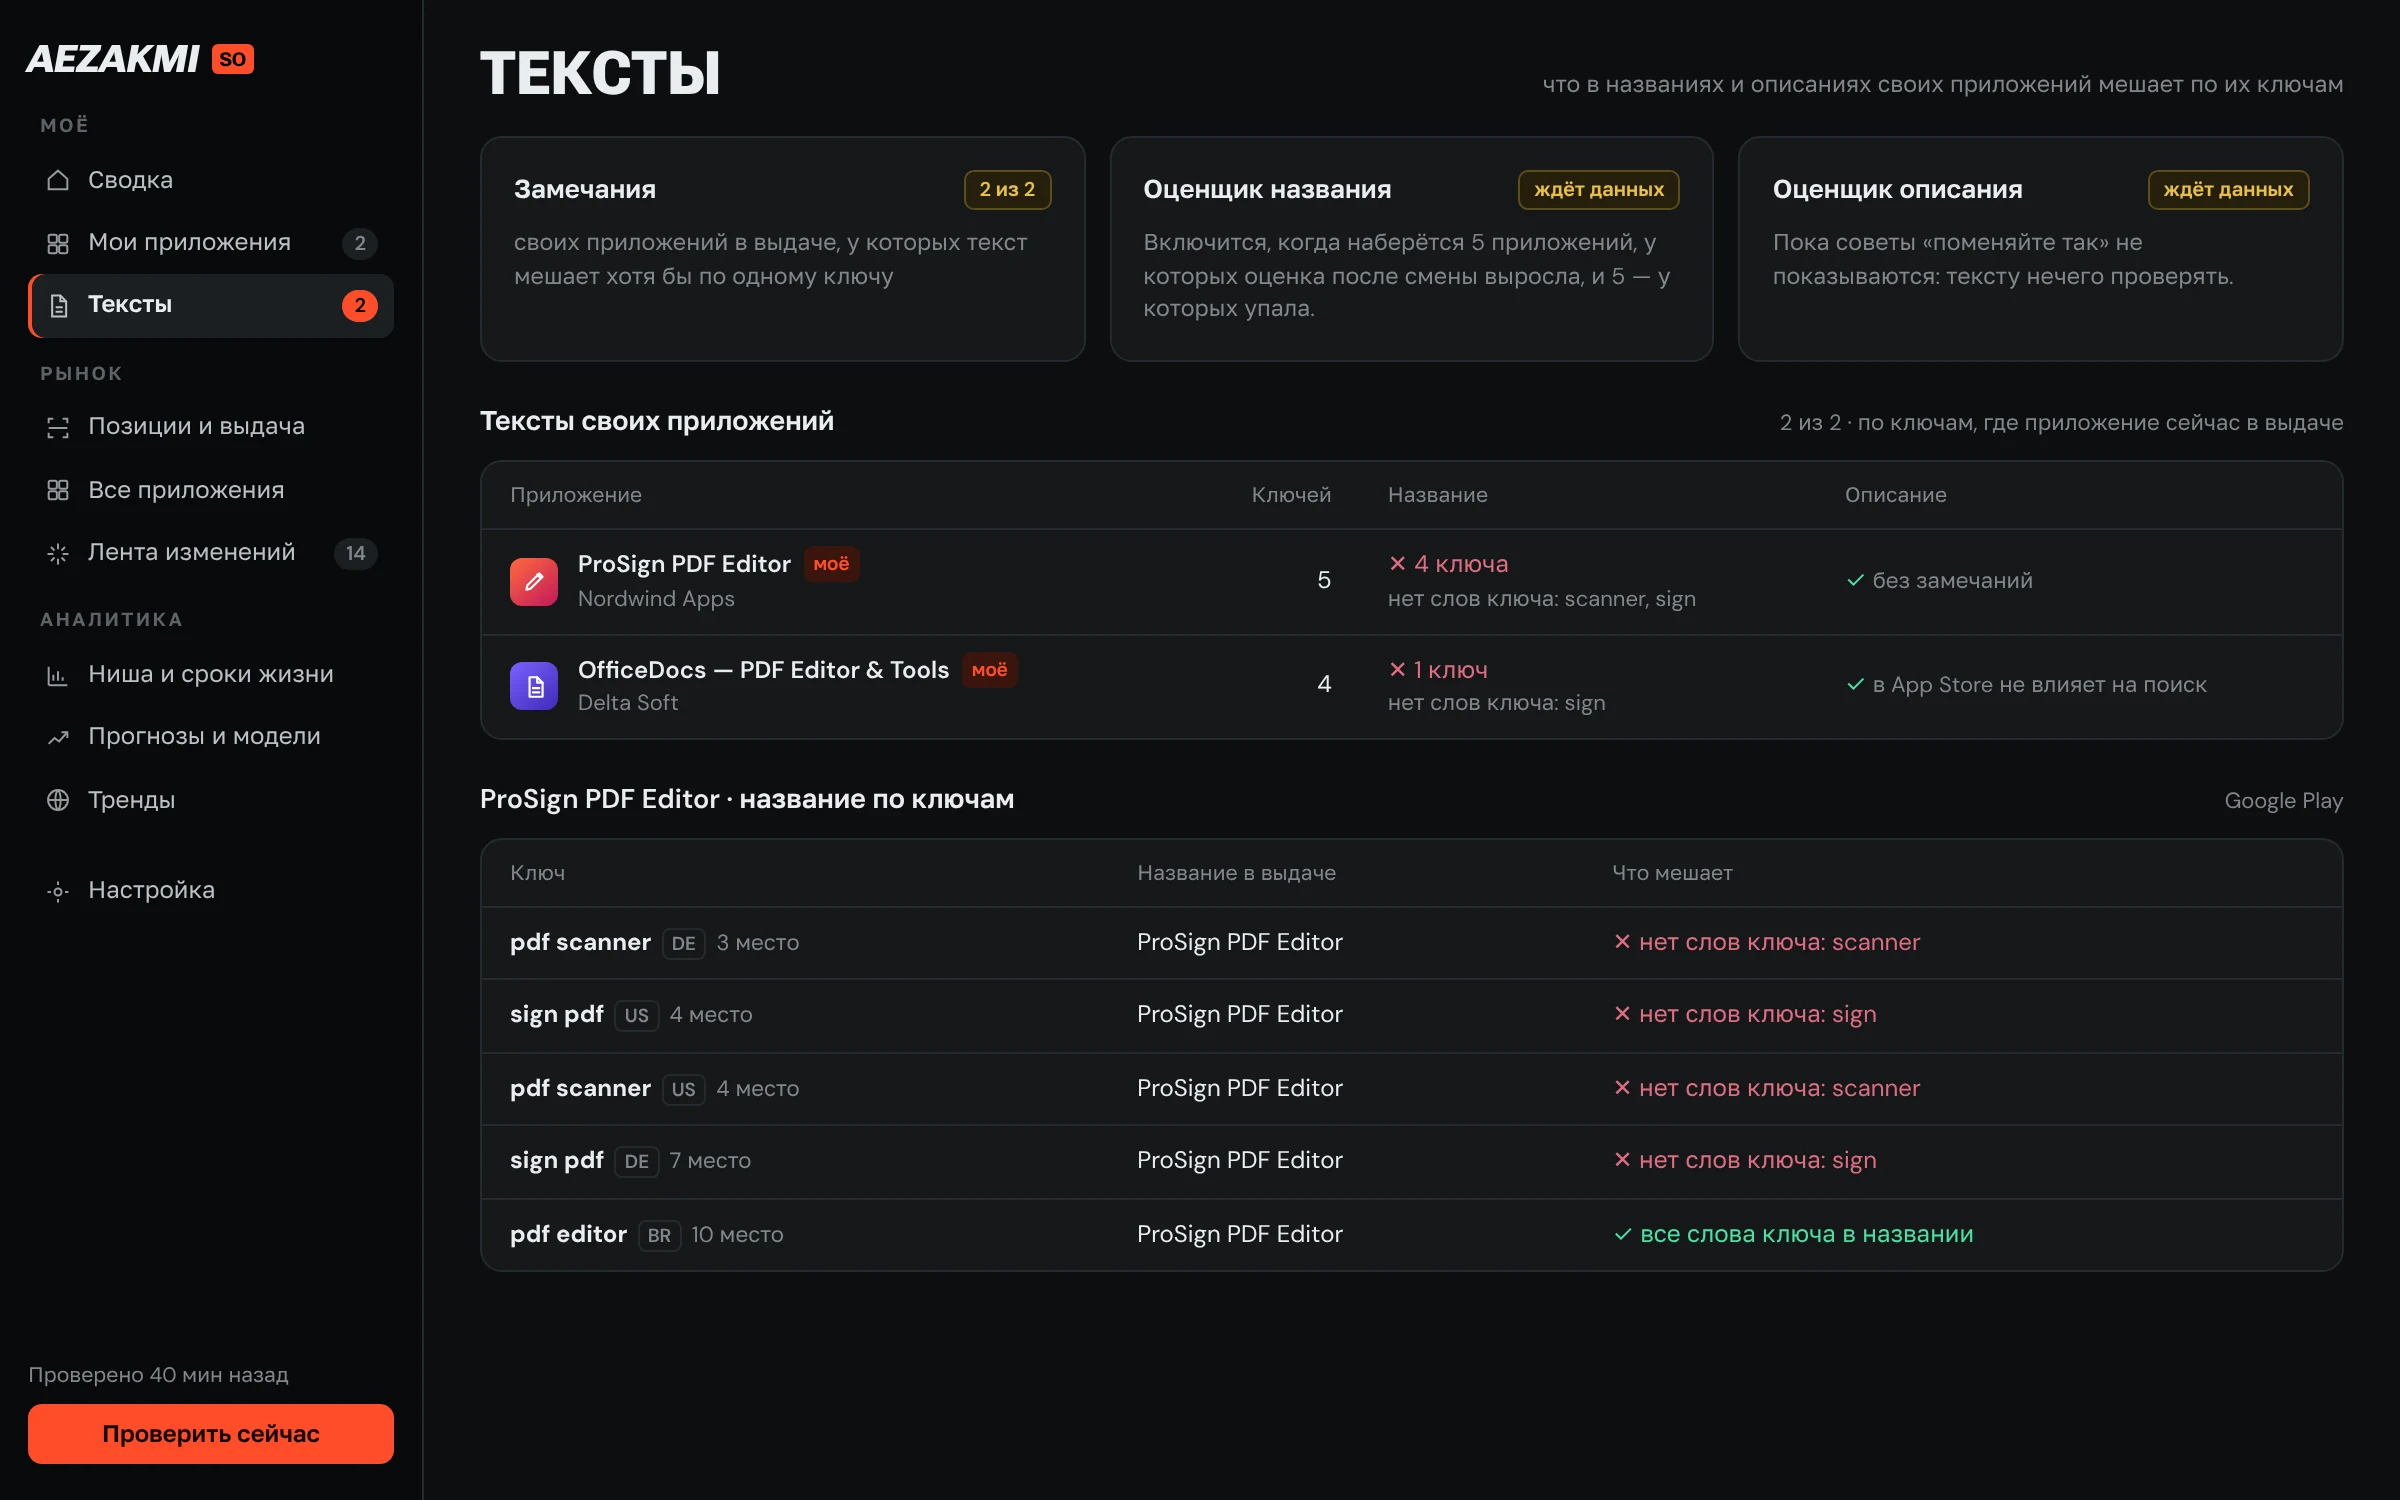 AEZAKMI SO
МОЁ
Сводка
Мои приложения 2
Тексты 2
РЫНОК
Позиции и выдача
Все приложения
Лента изменений 14
АНАЛИТИКА
Ниша и сроки жизни
Прогнозы и модели
Тренды
Настройка
Проверено 40 мин назад
Проверить сейчас
ТЕКСТЫ
что в названиях и описаниях своих приложений мешает по их ключам
Замечания 2 из 2
своих приложений в выдаче, у которых текст
мешает хотя бы по одному ключу
Оценщик названия ждёт данных
Включится, когда наберётся 5 приложений, у
которых оценка после смены выросла, и 5 — у
которых упала.
Оценщик описания ждёт данных
Пока советы «поменяйте так» не
показываются: тексту нечего проверять.
Тексты своих приложений 2 из 2 · по ключам, где приложение сейчас в выдаче
Приложение Ключей Название Описание
ProSign PDF Editor моё
Nordwind Apps
5
✕ 4 ключа
нет слов ключа: scanner, sign
✓ без замечаний
OfficeDocs — PDF Editor & Tools моё
Delta Soft
4
✕ 1 ключ
нет слов ключа: sign
✓ в App Store не влияет на поиск
ProSign PDF Editor · название по ключам Google Play
Ключ Название в выдаче Что мешает
pdf scanner DE 3 место ProSign PDF Editor ✕ нет слов ключа: scanner
sign pdf US 4 место ProSign PDF Editor ✕ нет слов ключа: sign
pdf scanner US 4 место ProSign PDF Editor ✕ нет слов ключа: scanner
sign pdf DE 7 место ProSign PDF Editor ✕ нет слов ключа: sign
pdf editor BR 10 место ProSign PDF Editor ✓ все слова ключа в названии